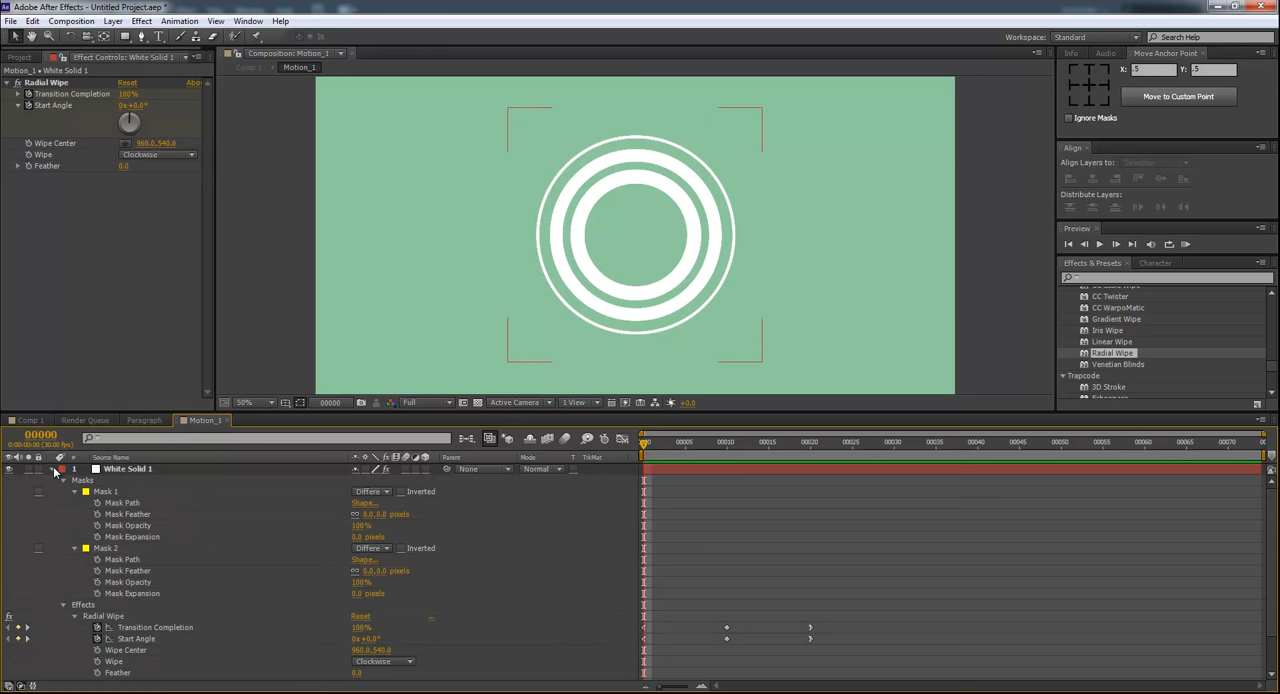 Adobe After Effects - Untitled Project.aep *
File Edit Composition Layer Effect Animation View Window Help
Workspace: Standard Search Help
Project Effect Controls: White Solid 1 Composition: Motion_1 Info Audio Move Anchor Point
Motion_1 • White Solid 1 Comp 1 Motion_1 X: .5 Y: .5
Radial Wipe Reset Abo
Transition Completion 100% Move to Custom Point
Start Angle 0x+0.0°
Ignore Masks
Wipe Center 960.0,540.0
Wipe Clockwise Align
Feather 0.0 Align Layers to: Selection
Distribute Layers:
Preview
Effects & Presets Character
CC Twister
CC WarpoMatic
Gradient Wipe
Iris Wipe
Linear Wipe
Radial Wipe
Venetian Blinds
Trapcode
3D Stroke
50% 00000 Full Active Camera 1 View +0.0
Comp 1 Render Queue Paragraph Motion_1
00000
0:00:00:00 (30.00 fps) 00005 00010 00015 00020 00025 00030 00035 00040 00045 00050 00055 00060 00065 00070
# Source Name Parent Mode T TrkMat
1 White Solid 1 None Normal
Masks
Mask 1 Differe Inverted
Mask Path Shape...
Mask Feather 0.0,0.0 pixels
Mask Opacity 100%
Mask Expansion 0.0 pixels
Mask 2 Differe Inverted
Mask Path Shape...
Mask Feather 0.0,0.0 pixels
Mask Opacity 100%
Mask Expansion 0.0 pixels
Effects
Radial Wipe Reset ...
Transition Completion 100%
Start Angle 0x+0.0°
Wipe Center 960.0,540.0
Wipe Clockwise
Feather 0.0